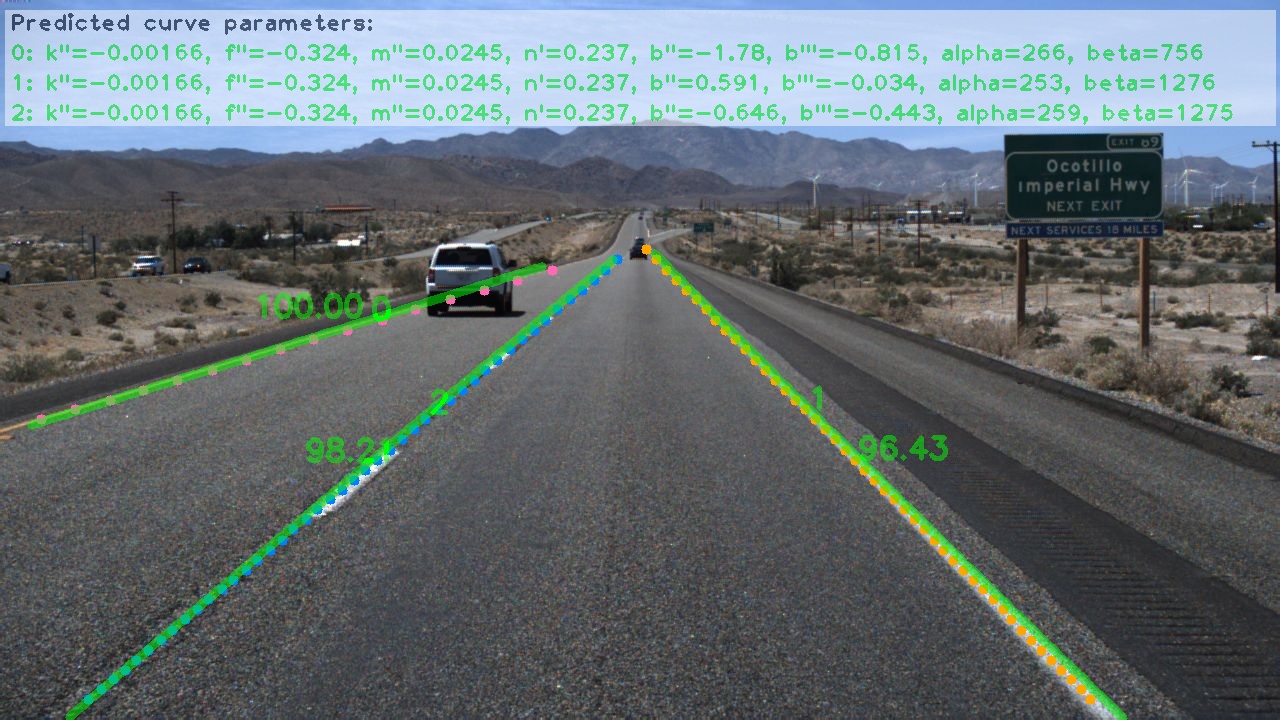 Predicted curve parameters:
0: k''=-0.00166, f''=-0.324, m''=0.0245, n'=0.237, b''=-1.78, b'''=-0.815, alpha=266, beta=756
1: k''=-0.00166, f''=-0.324, m''=0.0245, n'=0.237, b''=0.591, b'''=-0.034, alpha=253, beta=1276
2: k''=-0.00166, f''=-0.324, m''=0.0245, n'=0.237, b''=-0.646, b'''=-0.443, alpha=259, beta=1275
EXIT 69
Ocotillo
Imperial Hwy
NEXT EXIT
NEXT SERVICES 18 MILES
100.00 0
2
1
98.21
96.43